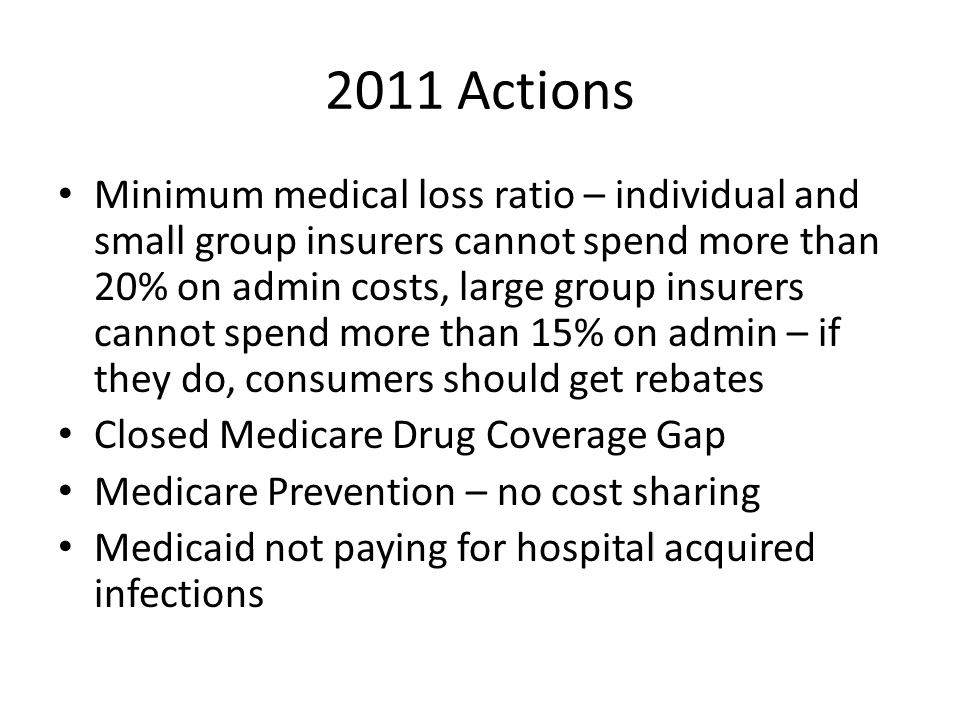 2011 Actions
• Minimum medical loss ratio – individual and
small group insurers cannot spend more than
20% on admin costs, large group insurers
cannot spend more than 15% on admin – if
they do, consumers should get rebates
• Closed Medicare Drug Coverage Gap
• Medicare Prevention – no cost sharing
• Medicaid not paying for hospital acquired
infections